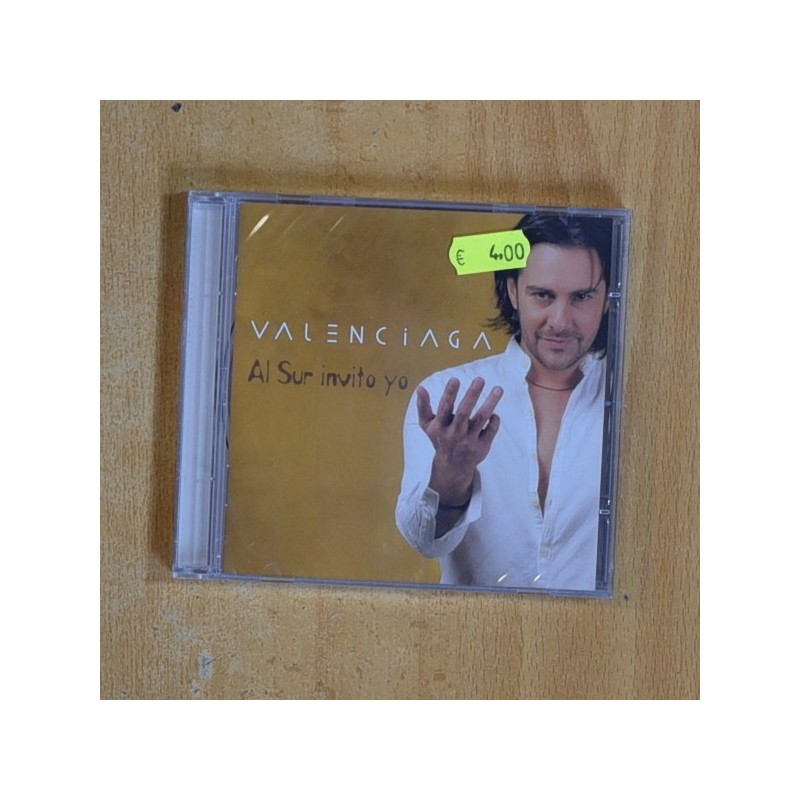 € 4,00
VALENCiAGA
Al Sur invito yo